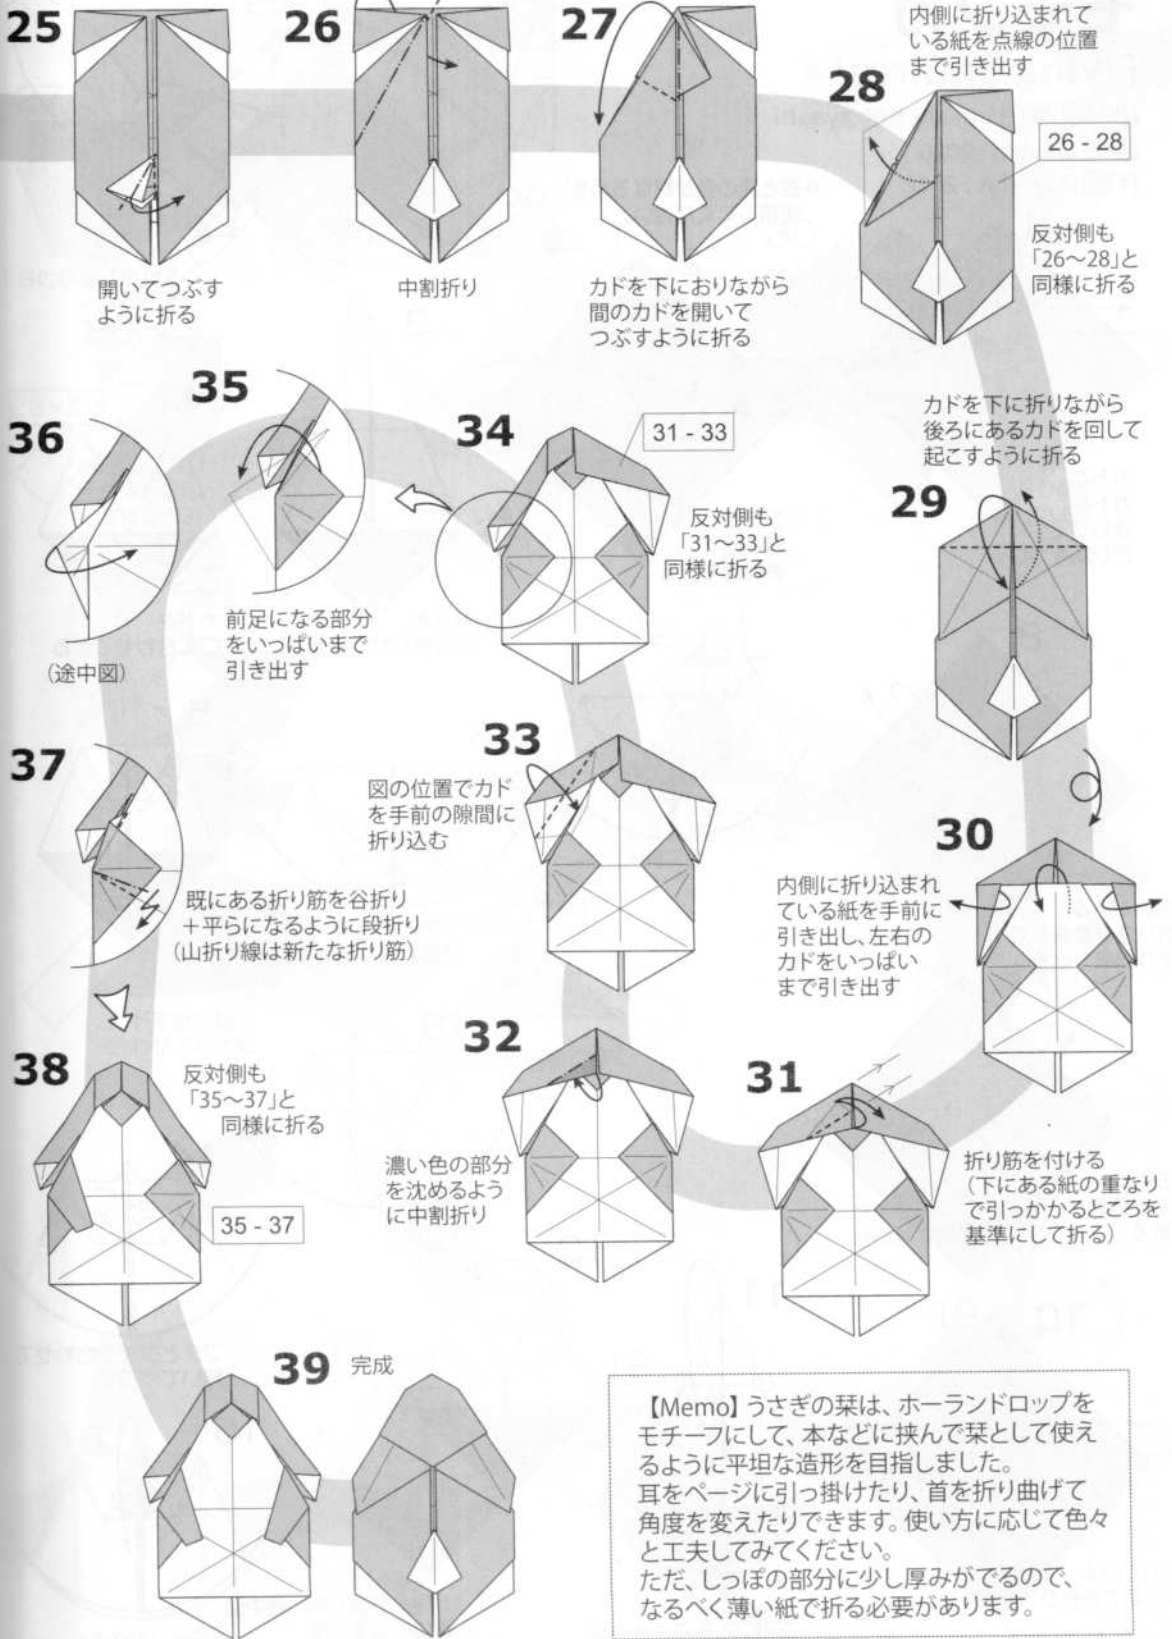 25
開いてつぶす
ように折る
26
中割折り
27
カドを下におりながら
間のカドを開いて
つぶすように折る
28
内側に折り込まれて
いる紙を点線の位置
まで引き出す
26 - 28
反対側も
「26〜28」と
同様に折る
29
カドを下に折りながら
後ろにあるカドを回して
起こすように折る
30
内側に折り込まれ
ている紙を手前に
引き出し、左右の
カドをいっぱい
まで引き出す
31
折り筋を付ける
(下にある紙の重なり
で引っかかるところを
基準にして折る)
32
濃い色の部分
を沈めるよう
に中割折り
33
図の位置でカド
を手前の隙間に
折り込む
34
31 - 33
反対側も
「31〜33」と
同様に折る
35
前足になる部分
をいっぱいまで
引き出す
36
(途中図)
37
既にある折り筋を谷折り
+平らになるように段折り
(山折り線は新たな折り筋)
38
反対側も
「35〜37」と
同様に折る
35 - 37
39 完成
【Memo】うさぎの栞は、ホーランドロップを
モチーフにして、本などに挟んで栞として使え
るように平坦な造形を目指しました。
耳をページに引っ掛けたり、首を折り曲げて
角度を変えたりできます。使い方に応じて色々
と工夫してみてください。
ただ、しっぽの部分に少し厚みがでるので、
なるべく薄い紙で折る必要があります。